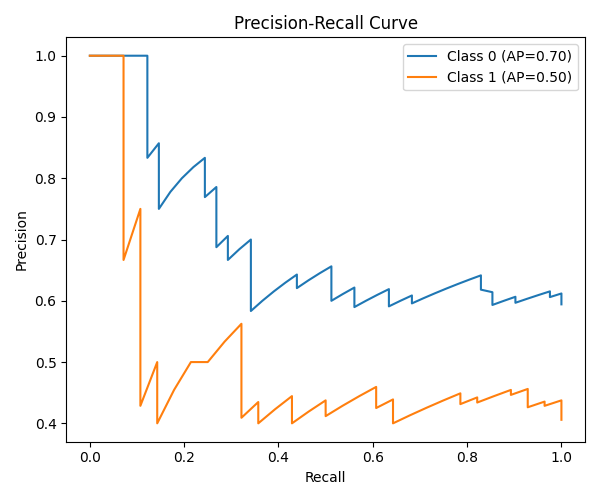 Precision-Recall Curve
Class 0 (AP=0.70)
Class 1 (AP=0.50)
Precision
1.0
0.9
0.8
0.7
0.6
0.5
0.4
0.0 0.2 0.4 0.6 0.8 1.0
Recall